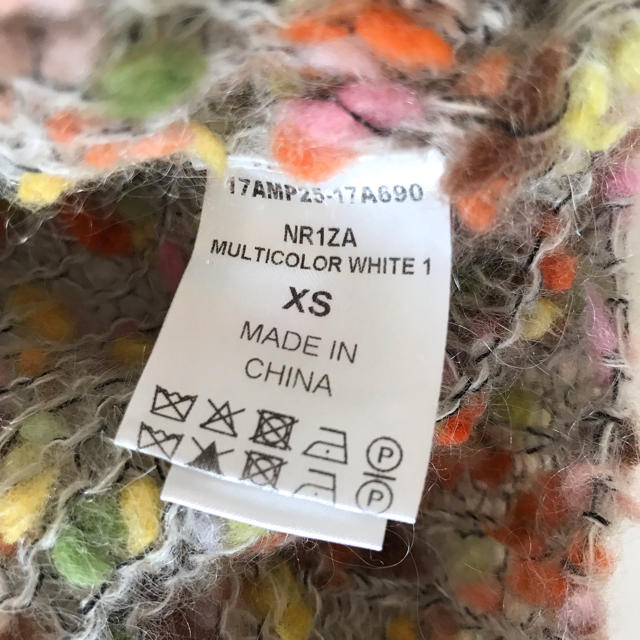 17AMP25-17A690
NR1ZA
MULTICOLOR WHITE 1
XS
MADE IN
CHINA
P
P